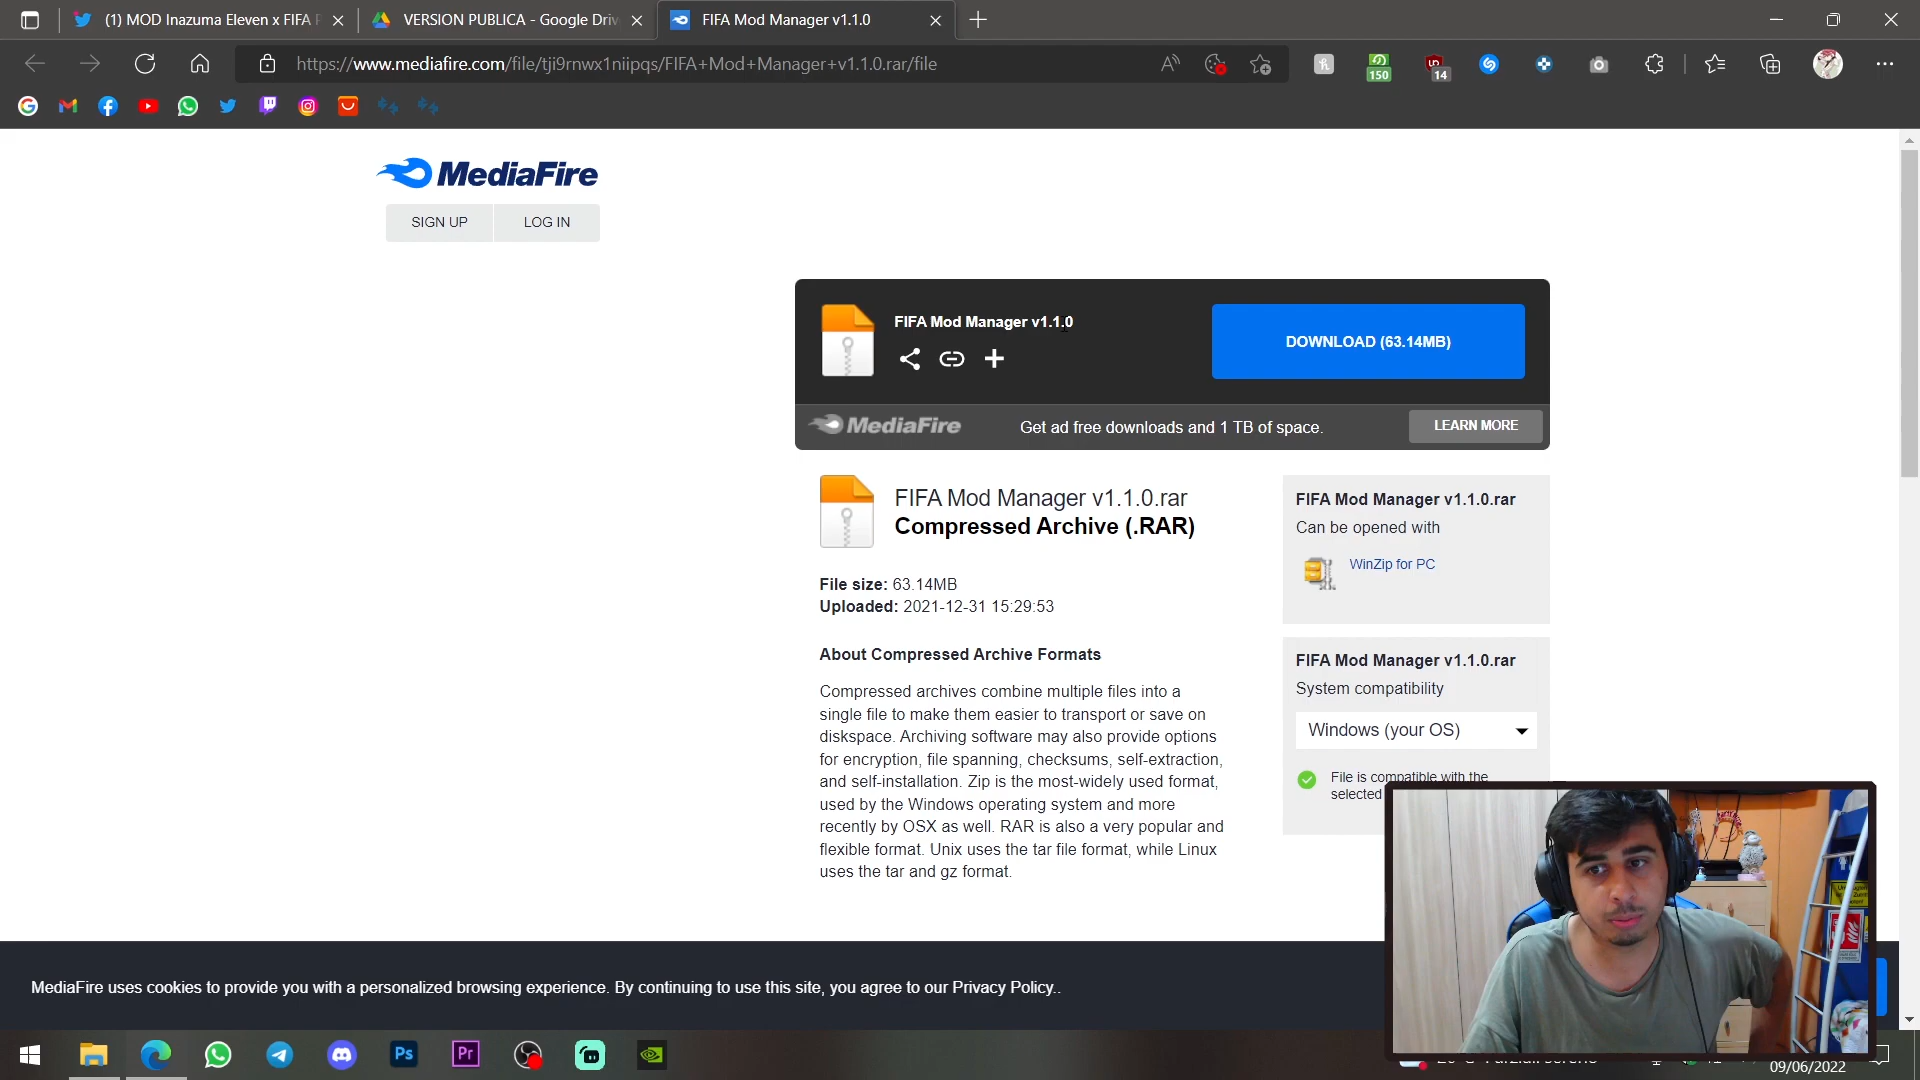 (1) MOD Inazuma Eleven x FIFA
VERSION PUBLICA - Google Driv
FIFA Mod Manager v1.1.0
https://www.mediafire.com/file/tji9rnwx1niipqs/FIFA+Mod+Manager+v1.1.0.rar/file
150
14
MediaFire
SIGN UP
LOG IN
FIFA Mod Manager v1.1.0
DOWNLOAD (63.14MB)
MediaFire
Get ad free downloads and 1 TB of space.
LEARN MORE
FIFA Mod Manager v1.1.0.rar
Compressed Archive (.RAR)
File size: 63.14MB
Uploaded: 2021-12-31 15:29:53
About Compressed Archive Formats
Compressed archives combine multiple files into a
single file to make them easier to transport or save on
diskspace. Archiving software may also provide options
for encryption, file spanning, checksums, self-extraction,
and self-installation. Zip is the most-widely used format,
used by the Windows operating system and more
recently by OSX as well. RAR is also a very popular and
flexible format. Unix uses the tar file format, while Linux
uses the tar and gz format.
FIFA Mod Manager v1.1.0.rar
Can be opened with
WinZip for PC
FIFA Mod Manager v1.1.0.rar
System compatibility
Windows (your OS)
File is compatible with the
selected
MediaFire uses cookies to provide you with a personalized browsing experience. By continuing to use this site, you agree to our Privacy Policy..
Ps
Pr
09/06/2022